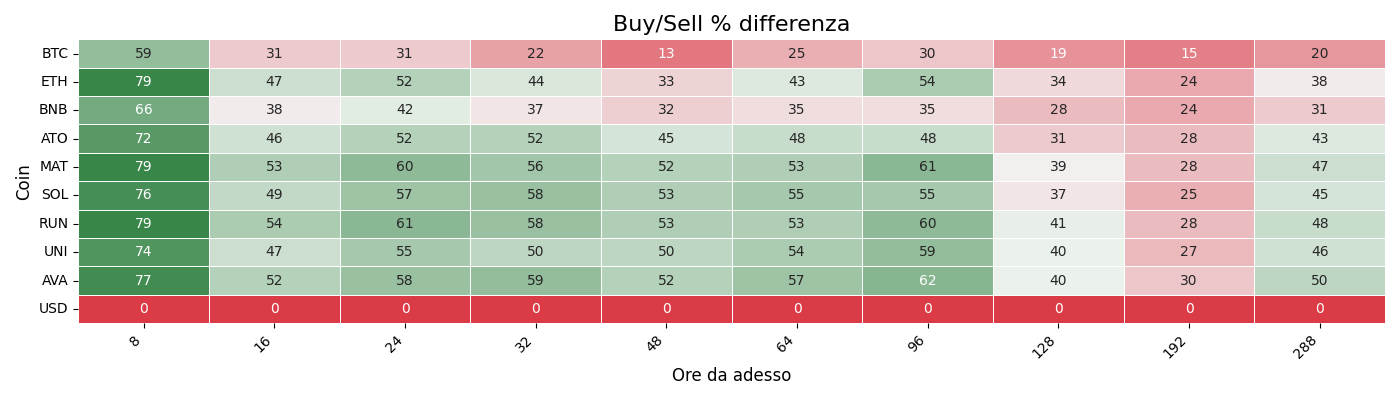 Buy/Sell % differenza
Coin
BTC 59 31 31 22 13 25 30 19 15 20
ETH 79 47 52 44 33 43 54 34 24 38
BNB 66 38 42 37 32 35 35 28 24 31
ATO 72 46 52 52 45 48 48 31 28 43
MAT 79 53 60 56 52 53 61 39 28 47
SOL 76 49 57 58 53 55 55 37 25 45
RUN 79 54 61 58 53 53 60 41 28 48
UNI 74 47 55 50 50 54 59 40 27 46
AVA 77 52 58 59 52 57 62 40 30 50
USD 0 0 0 0 0 0 0 0 0 0
8 16 24 32 48 64 96 128 192 288
Ore da adesso